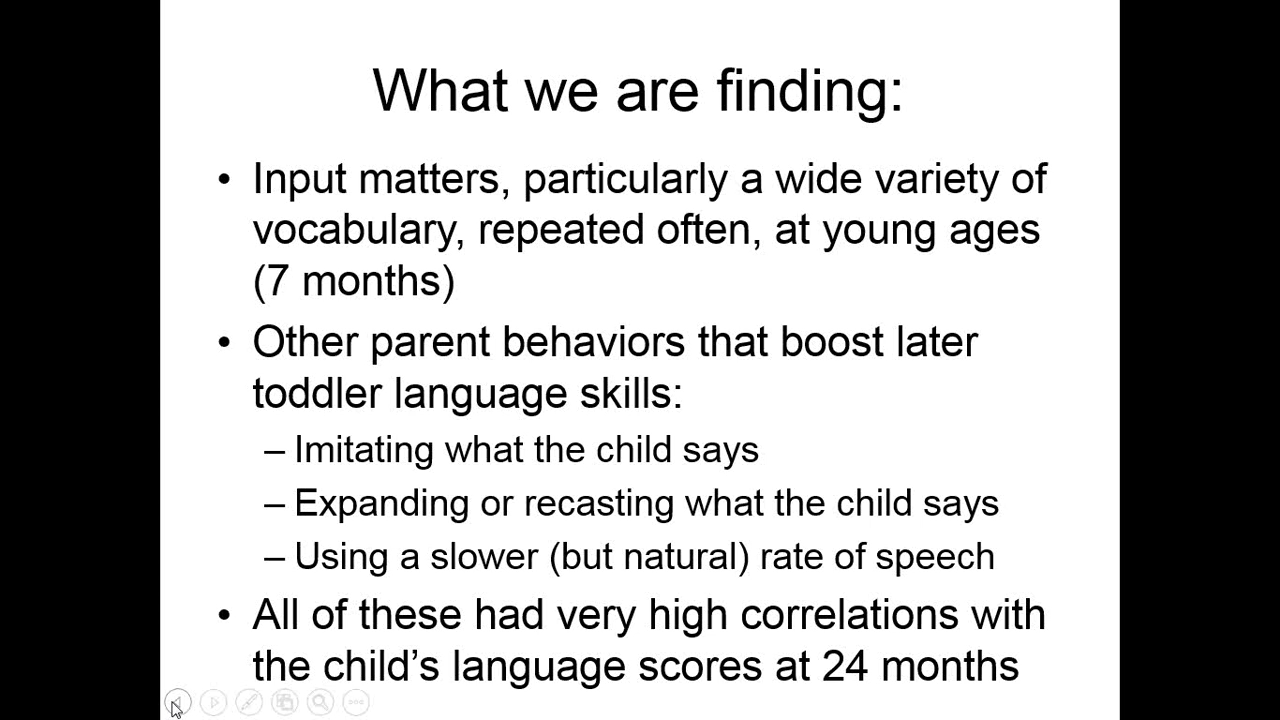 What we are finding:
• Input matters, particularly a wide variety of
vocabulary, repeated often, at young ages
(7 months)
• Other parent behaviors that boost later
toddler language skills:
– Imitating what the child says
– Expanding or recasting what the child says
– Using a slower (but natural) rate of speech
• All of these had very high correlations with
the child’s language scores at 24 months